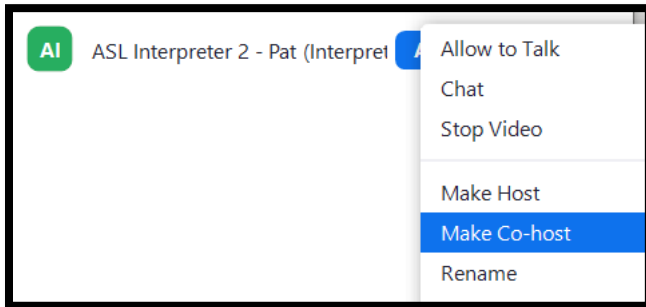 AI
ASL Interpreter 2 - Pat (Interpret
Allow to Talk
Chat
Stop Video
Make Host
Make Co-host
Rename